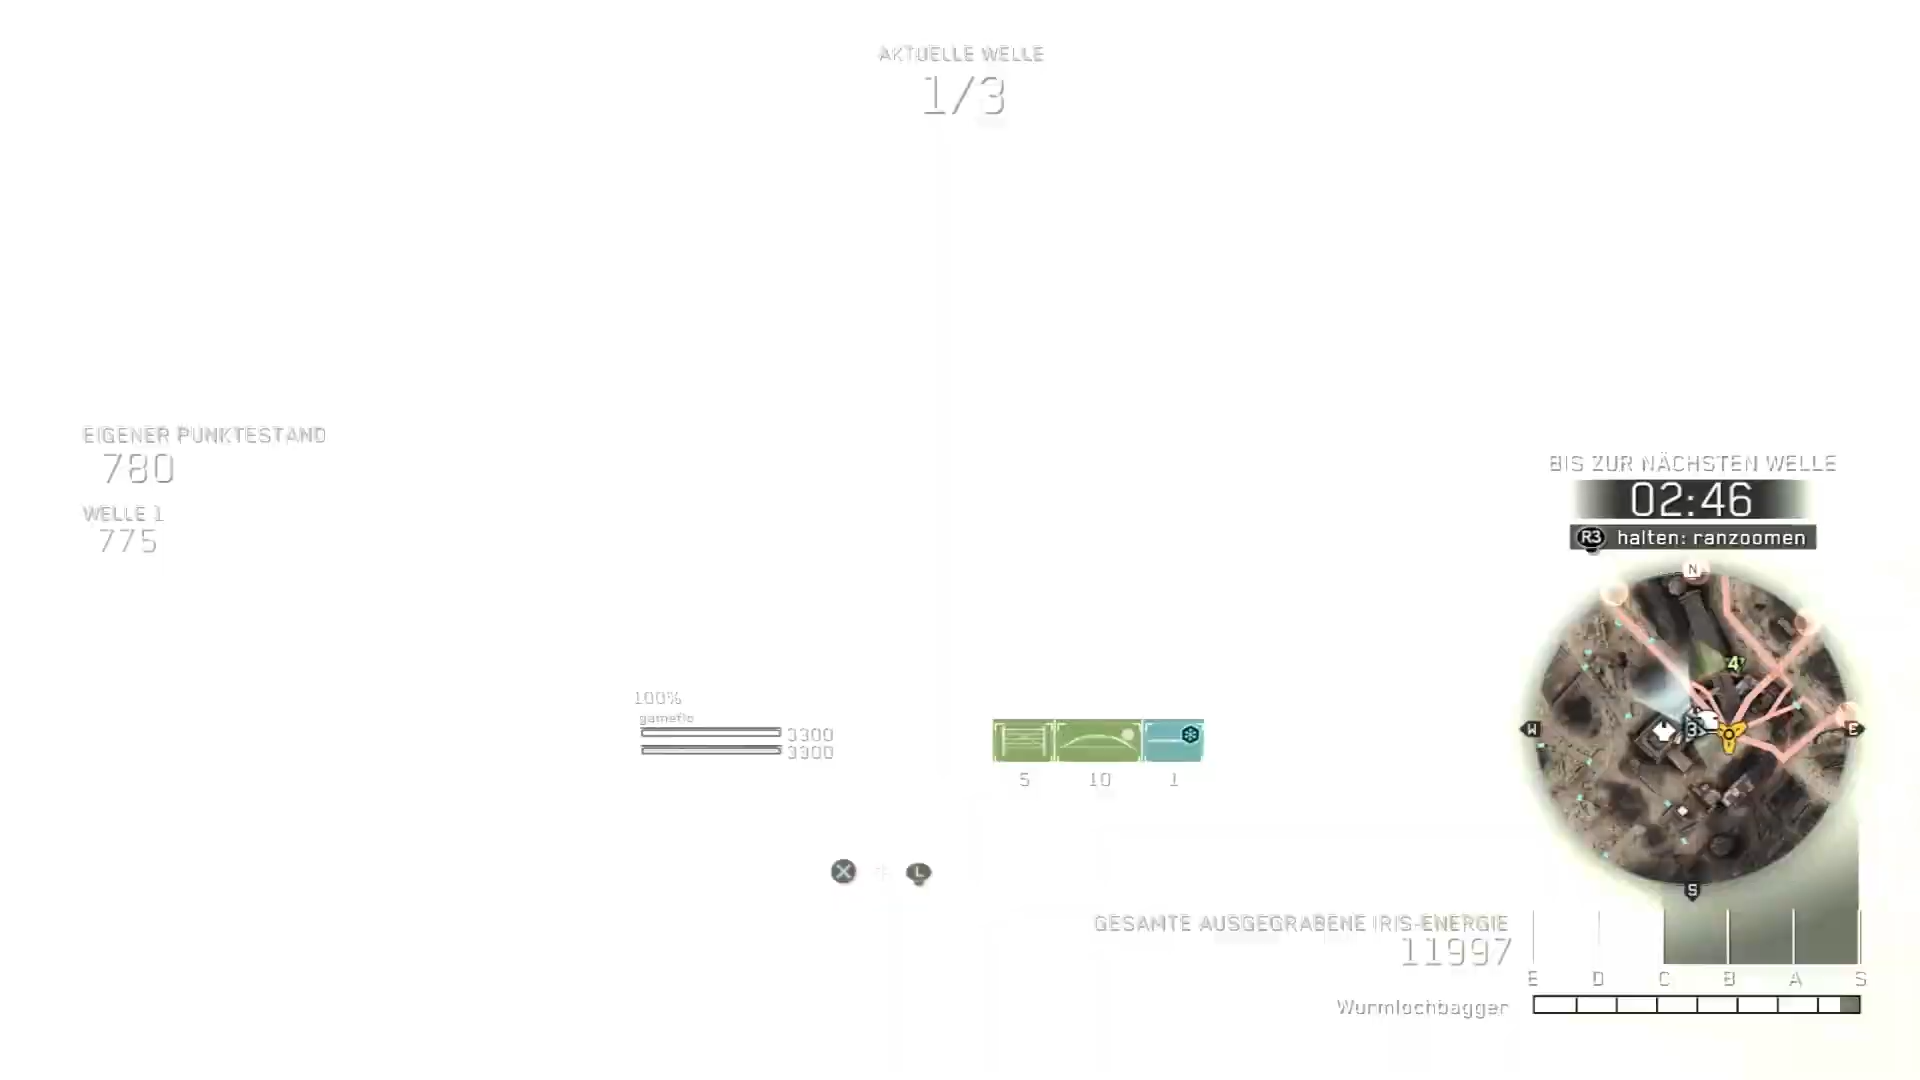 AKTUELLE WELLE
1/3
EIGENER PUNKTESTAND
780
WELLE 1
775
BIS ZUR NÄCHSTEN WELLE
02:46
R3 halten: ranzoomen
N
4
W
3
E
S
100%
gameflo
3300
3300
5 10 1
L
GESAMTE AUSGEGRABENE IRIS-ENERGIE
11997
E D C B A S
Wurmlochbagger